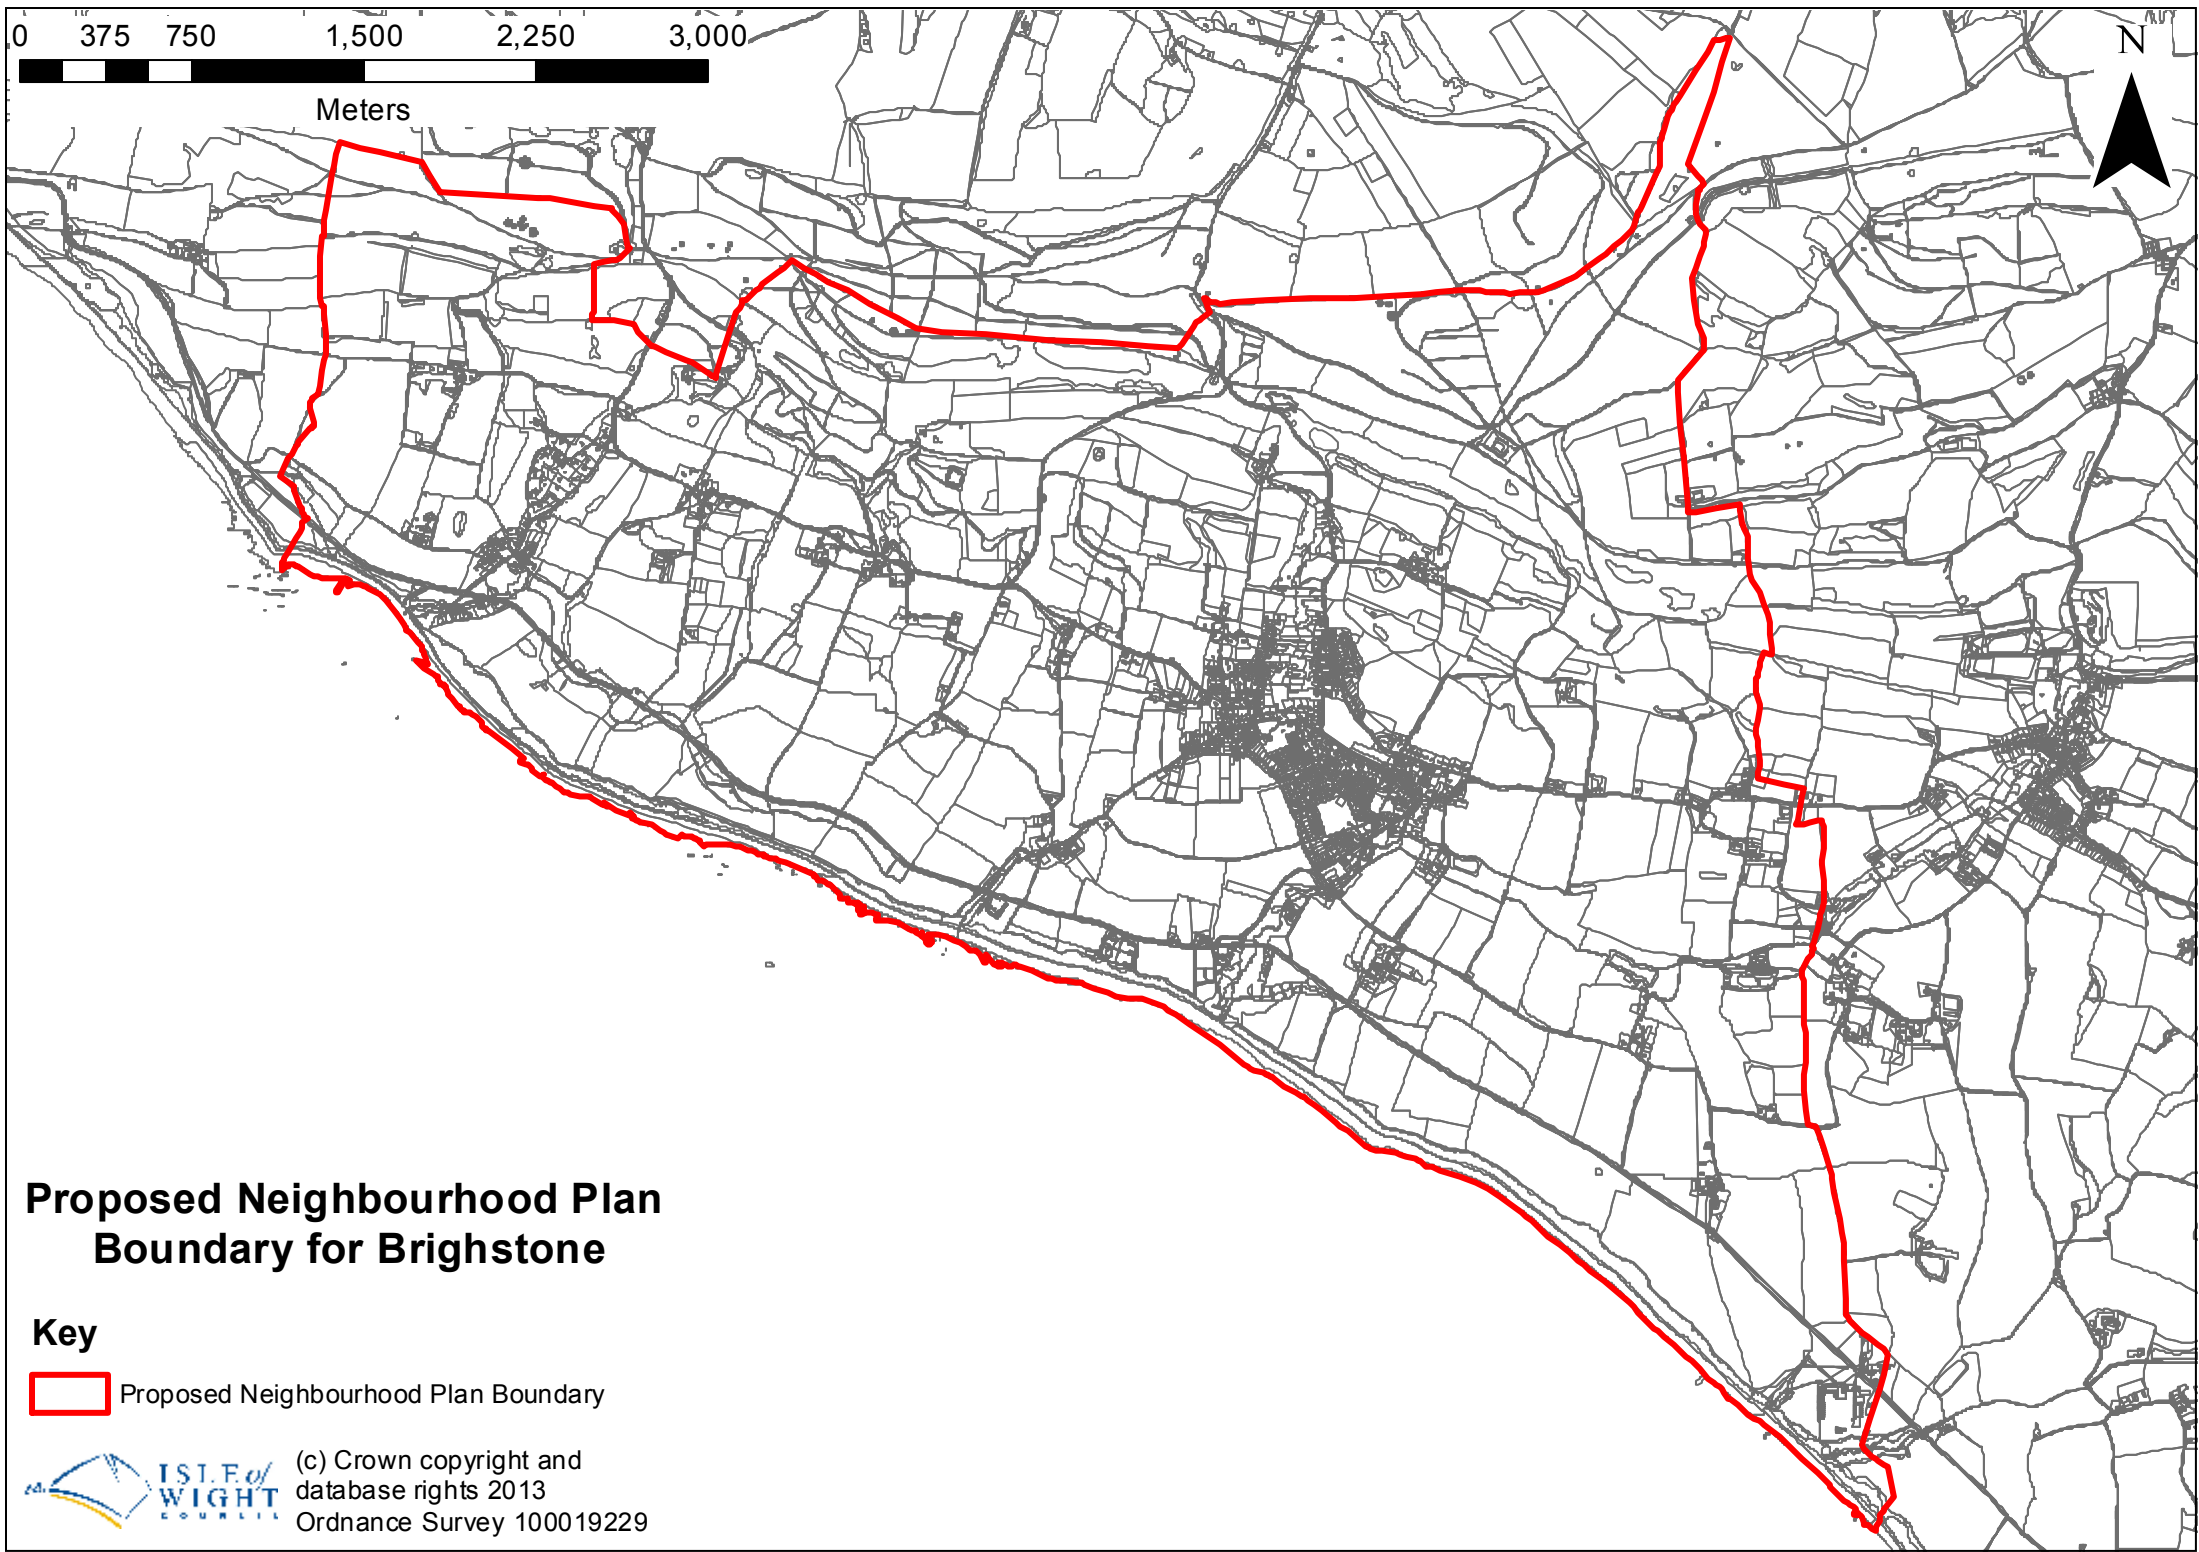 0 375 750 1,500 2,250 3,000
Meters
N
Proposed Neighbourhood Plan
Boundary for Brighstone
Key
Proposed Neighbourhood Plan Boundary
ISLE of
WIGHT
COUNCIL
(c) Crown copyright and
database rights 2013
Ordnance Survey 100019229